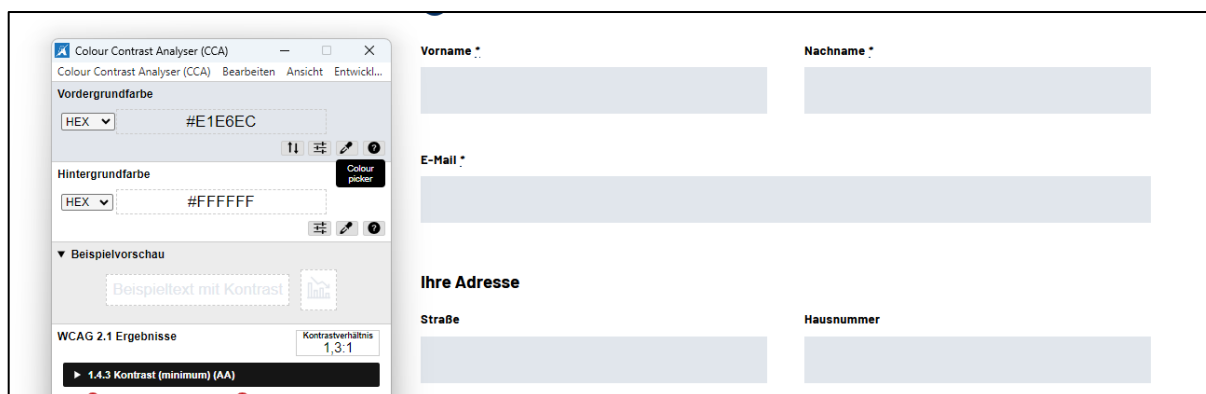 Colour Contrast Analyser (CCA)
Colour Contrast Analyser (CCA) Bearbeiten Ansicht Entwickl...
Vordergrundfarbe
HEX #E1E6EC
Colour picker
Hintergrundfarbe
HEX #FFFFFF
Beispielvorschau
Beispieltext mit Kontrast
WCAG 2.1 Ergebnisse
Kontrastverhältnis
1,3:1
1.4.3 Kontrast (minimum) (AA)
Vorname *
Nachname *
E-Mail *
Ihre Adresse
Straße
Hausnummer